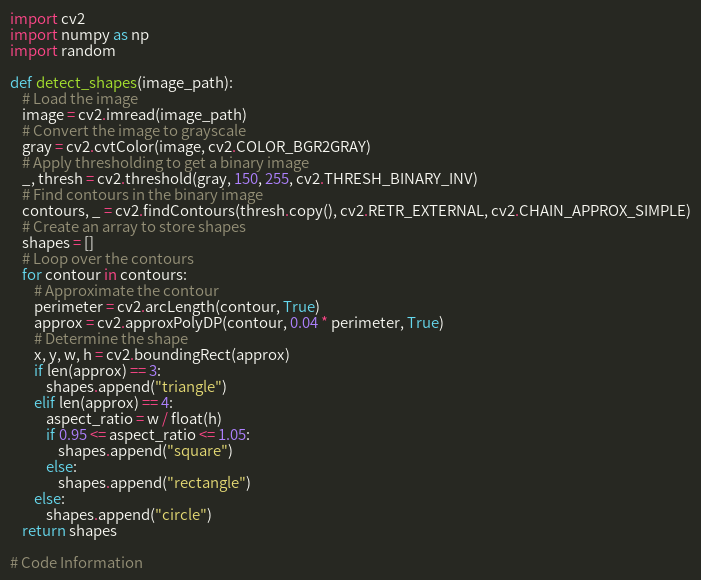 import cv2
import numpy as np
import random

def detect_shapes(image_path):
    # Load the image
    image = cv2.imread(image_path)
    # Convert the image to grayscale
    gray = cv2.cvtColor(image, cv2.COLOR_BGR2GRAY)
    # Apply thresholding to get a binary image
    _, thresh = cv2.threshold(gray, 150, 255, cv2.THRESH_BINARY_INV)
    # Find contours in the binary image
    contours, _ = cv2.findContours(thresh.copy(), cv2.RETR_EXTERNAL, cv2.CHAIN_APPROX_SIMPLE)
    # Create an array to store shapes
    shapes = []
    # Loop over the contours
    for contour in contours:
        # Approximate the contour
        perimeter = cv2.arcLength(contour, True)
        approx = cv2.approxPolyDP(contour, 0.04 * perimeter, True)
        # Determine the shape
        x, y, w, h = cv2.boundingRect(approx)
        if len(approx) == 3:
            shapes.append("triangle")
        elif len(approx) == 4:
            aspect_ratio = w / float(h)
            if 0.95 <= aspect_ratio <= 1.05:
                shapes.append("square")
            else:
                shapes.append("rectangle")
        else:
            shapes.append("circle")
    return shapes

# Code Information